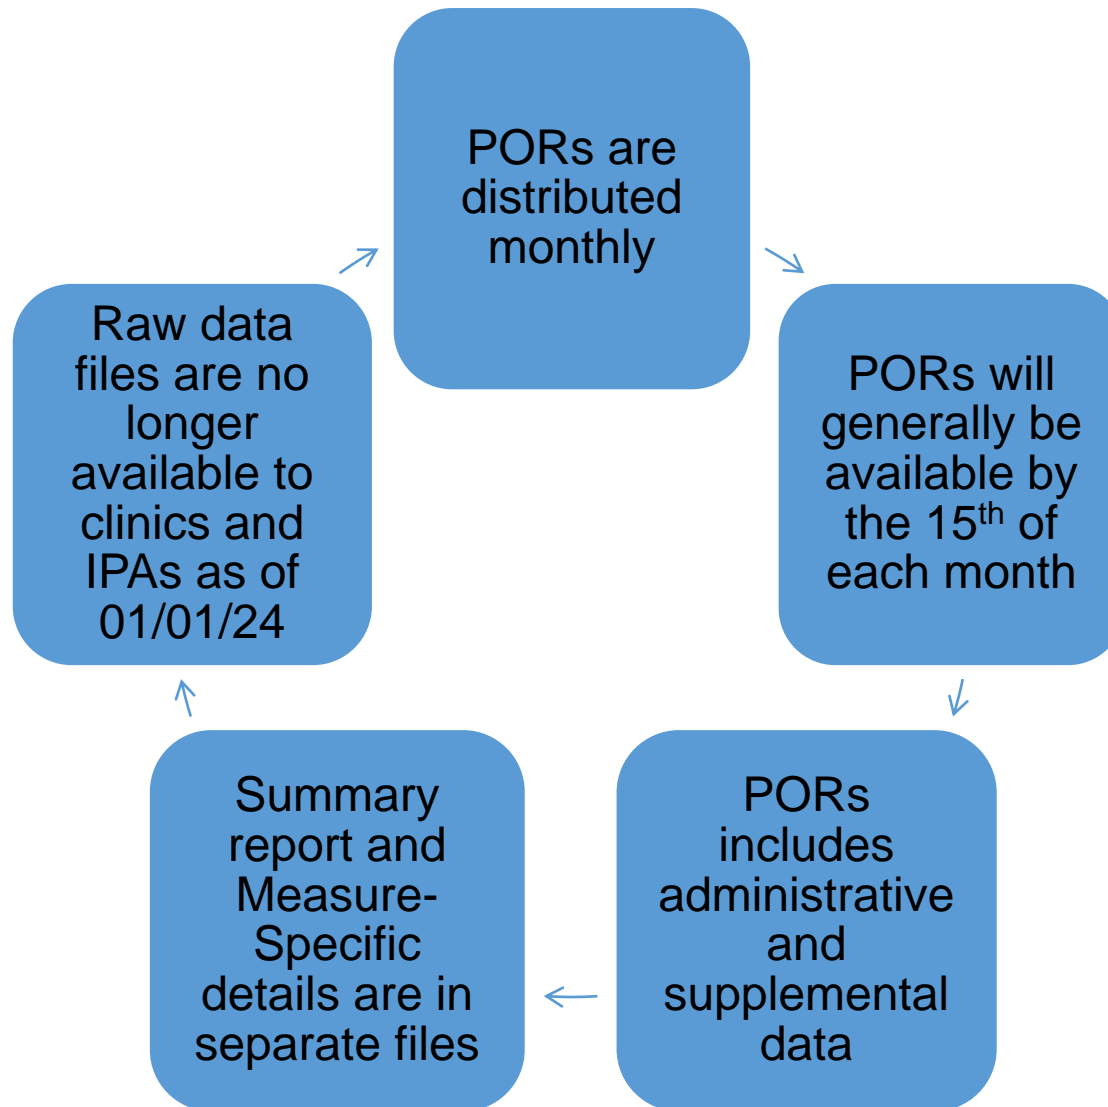 PORs are
distributed
monthly
PORs will
generally be
available by
the 15th of
each month
PORs
includes
administrative
and
supplemental
data
Summary
report and
Measure-
Specific
details are in
separate files
Raw data
files are no
longer
available to
clinics and
IPAs as of
01/01/24